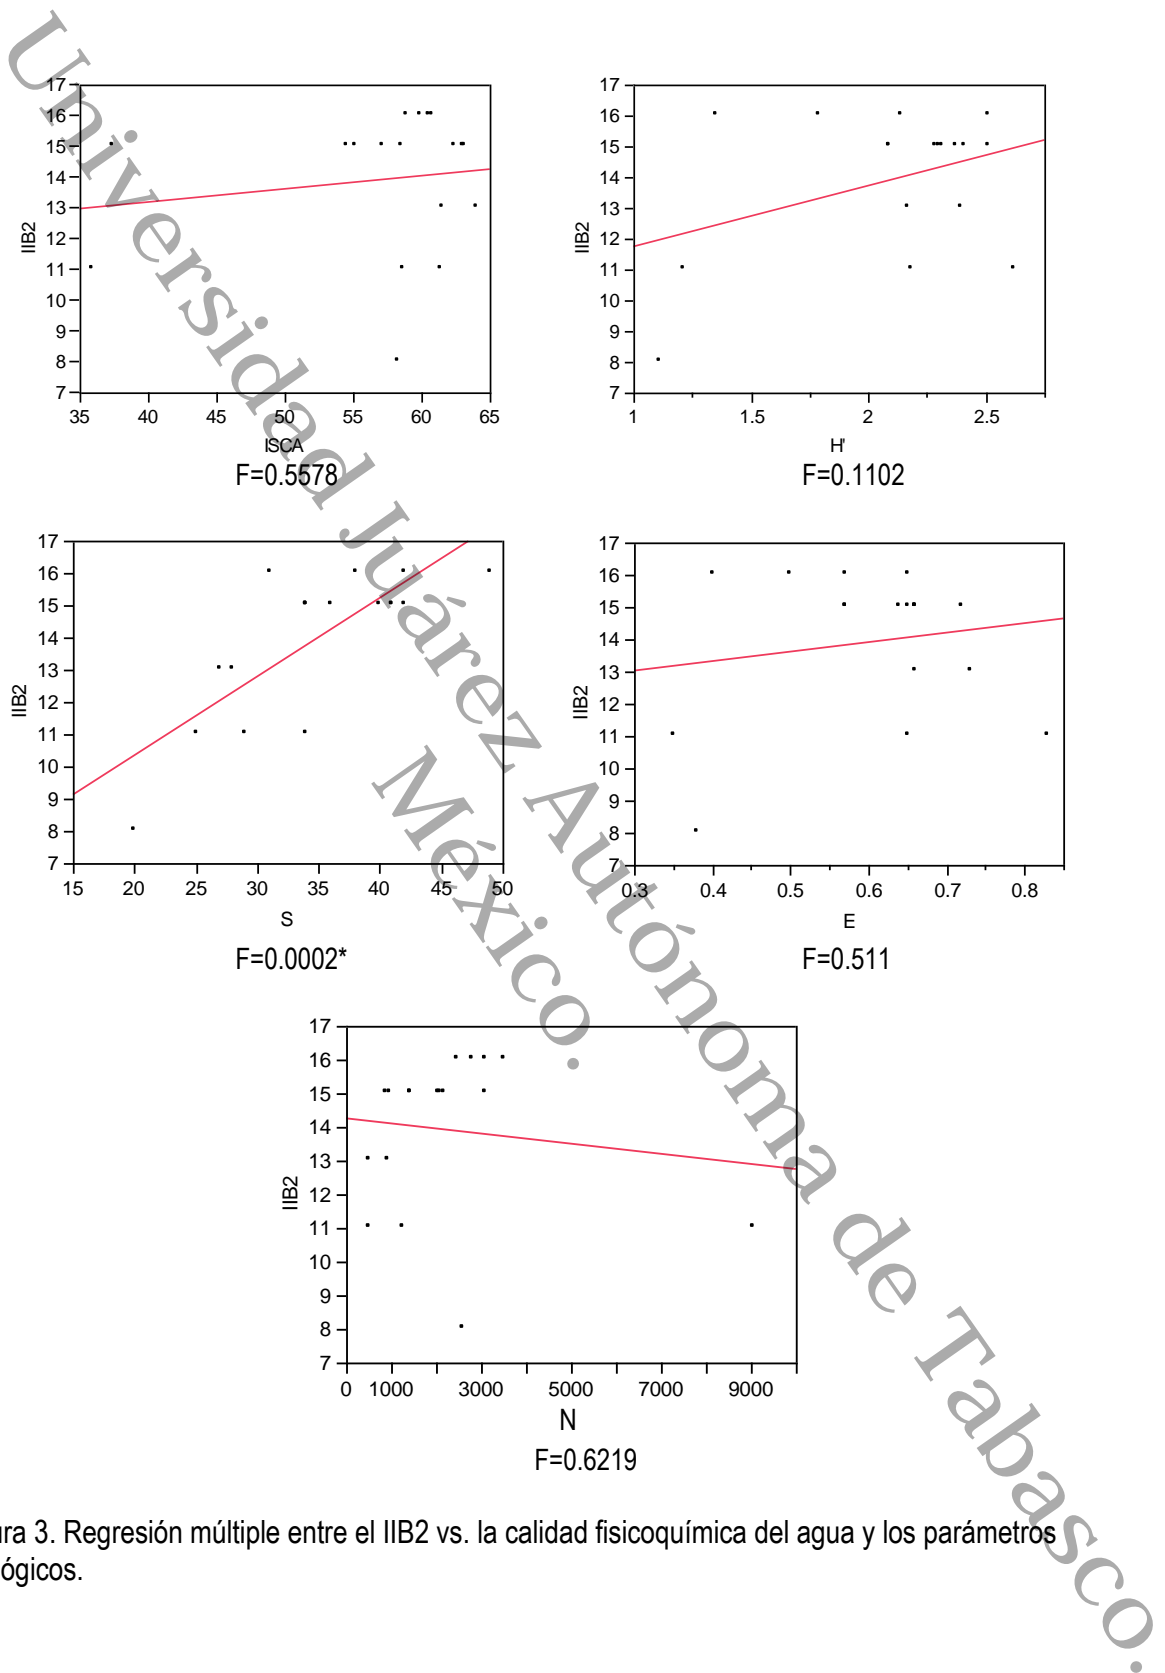 Universidad Juárez Autónoma de Tabasco.
México.
17
16
15
14
13
12
11
10
9
8
7
IIB2
35 40 45 50 55 60 65
ISCA
F=0.5578
17
16
15
14
13
12
11
10
9
8
7
IIB2
1 1.5 2 2.5
H'
F=0.1102
17
16
15
14
13
12
11
10
9
8
7
IIB2
15 20 25 30 35 40 45 50
S
F=0.0002*
17
16
15
14
13
12
11
10
9
8
7
IIB2
0.3 0.4 0.5 0.6 0.7 0.8
E
F=0.511
17
16
15
14
13
12
11
10
9
8
7
IIB2
0 1000 3000 5000 7000 9000
N
F=0.6219
ura 3. Regresión múltiple entre el IIB2 vs. la calidad fisicoquímica del agua y los parámetros
ógicos.